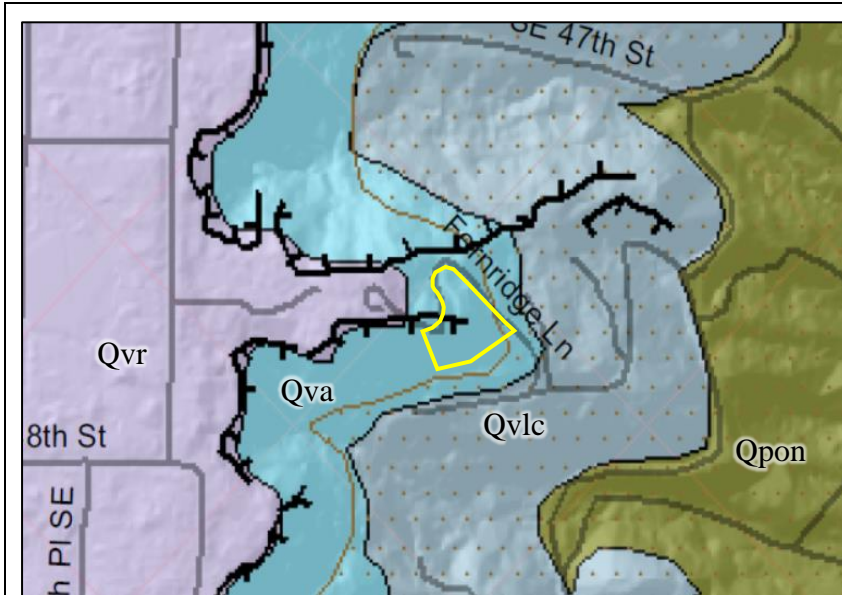 SE 47th St
Fernridge Ln
Qvr
Qva
Qvlc
8th St
Qpon
h Pl SE